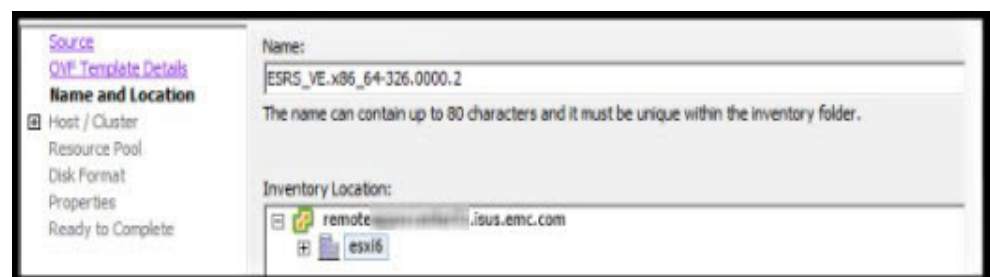 Source
OVF Template Details
Name and Location
Host / Cluster
Resource Pool
Disk Format
Properties
Ready to Complete
Name:
ESRS_VE.x86_64-326.0000.2
The name can contain up to 80 characters and it must be unique within the inventory folder.
Inventory Location:
remote .isus.emc.com
esxi6